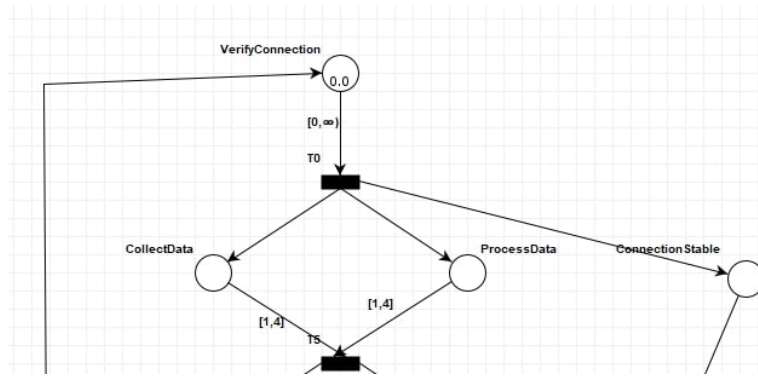 VerifyConnection
0.0
[0,∞)
T0
CollectData
ProcessData
ConnectionStable
[1,4]
[1,4]
T5